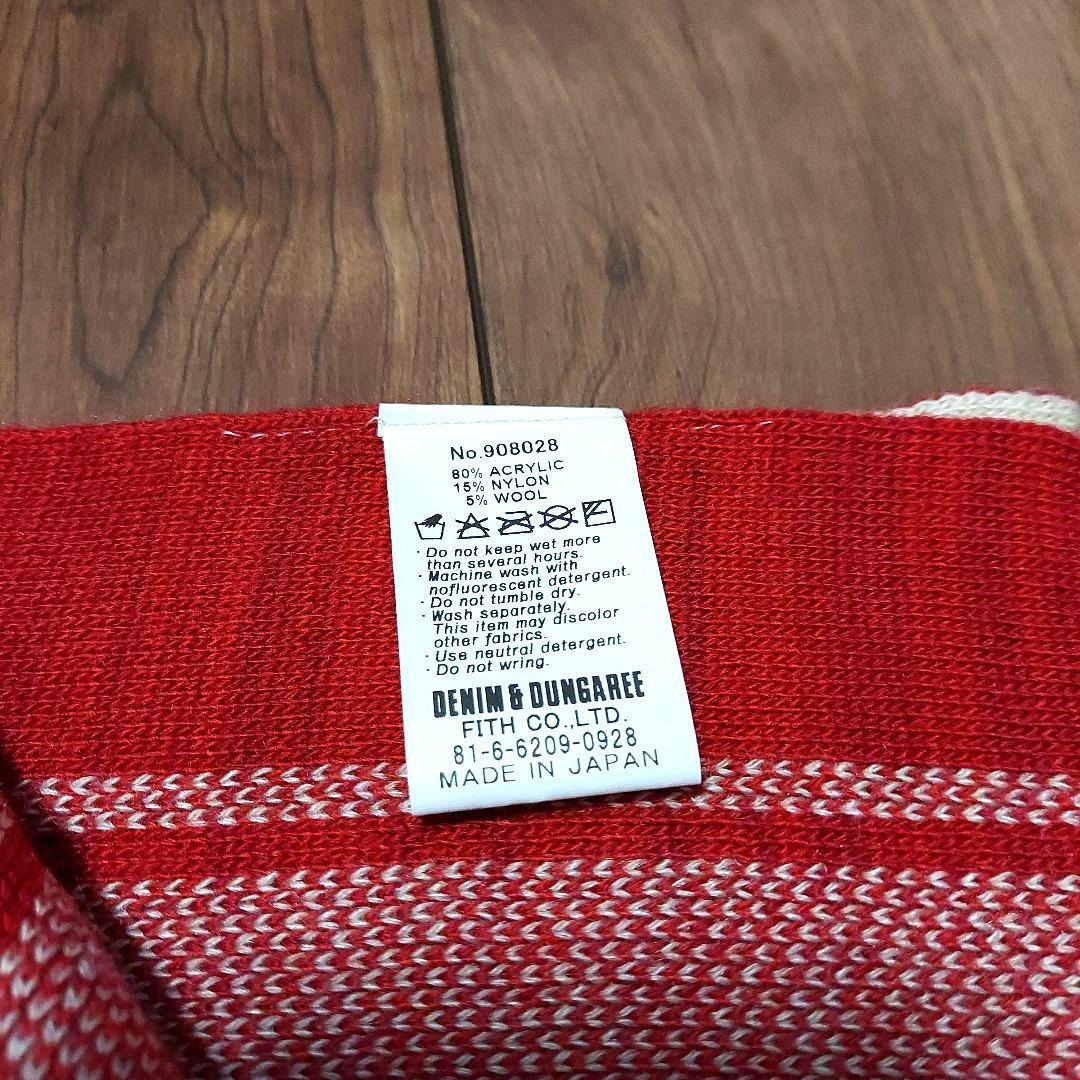 No.908028
80% ACRYLIC
15% NYLON
5% WOOL
· Do not keep wet more
than several hours.
· Machine wash with
nofluorescent detergent.
· Do not tumble dry.
· Wash separately.
This item may discolor
other fabrics.
· Use neutral detergent.
· Do not wring.
DENIM & DUNGAREE
FITH CO.,LTD.
81-6-6209-0928
MADE IN JAPAN